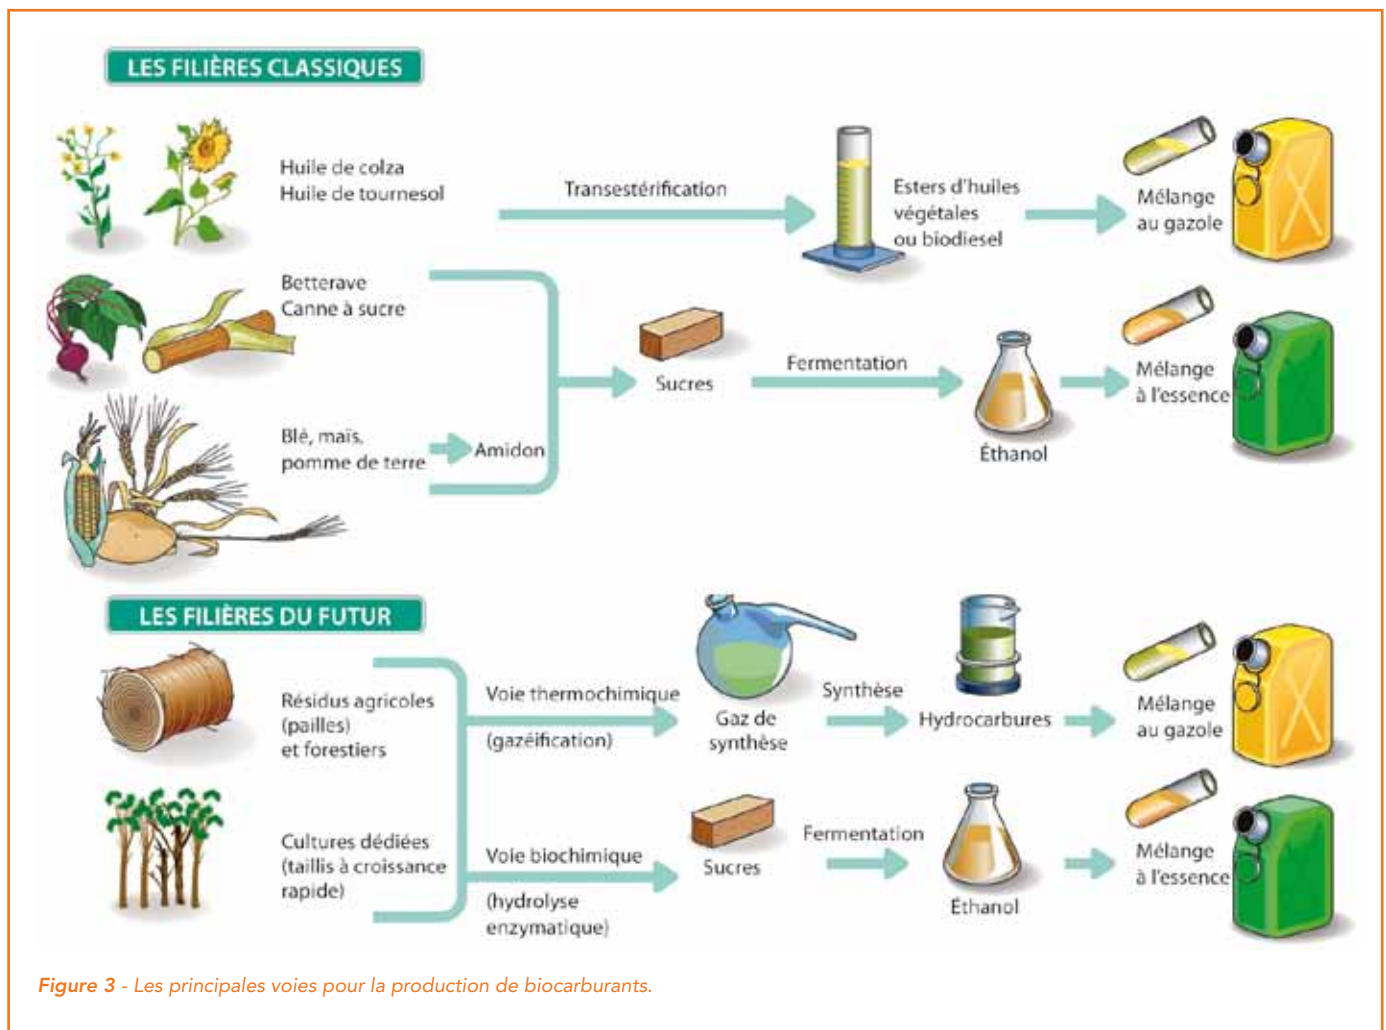 LES FILIÈRES CLASSIQUES
Huile de colza
Huile de tournesol
Transestérification
Esters d'huiles
végétales
ou biodiesel
Mélange
au gazole
Betterave
Canne à sucre
Sucres
Fermentation
Éthanol
Mélange
à l'essence
Blé, maïs,
pomme de terre
Amidon
LES FILIÈRES DU FUTUR
Résidus agricoles
(pailles)
et forestiers
Voie thermochimique
(gazéification)
Gaz de
synthèse
Synthèse
Hydrocarbures
Mélange
au gazole
Cultures dédiées
(taillis à croissance
rapide)
Voie biochimique
(hydrolyse
enzymatique)
Sucres
Fermentation
Éthanol
Mélange
à l'essence
Figure 3 - Les principales voies pour la production de biocarburants.